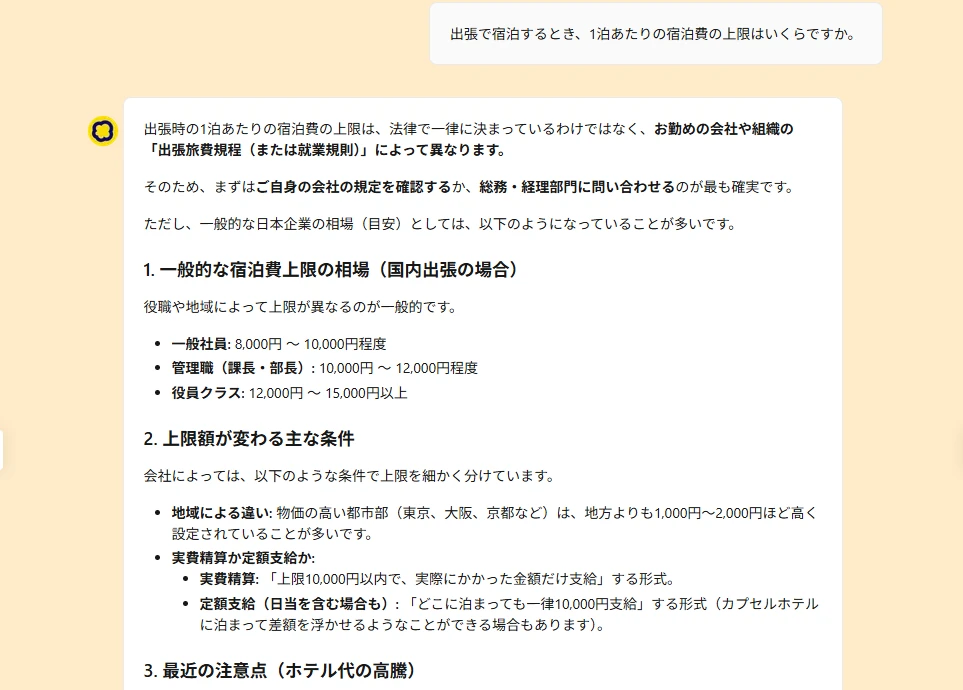 出張で宿泊するとき、1泊あたりの宿泊費の上限はいくらですか。
出張時の1泊あたりの宿泊費の上限は、法律で一律に決まっているわけではなく、お勤めの会社や組織の
「出張旅費規程（または就業規則）」によって異なります。
そのため、まずはご自身の会社の規定を確認するか、総務・経理部門に問い合わせるのが最も確実です。
ただし、一般的な日本企業の相場（目安）としては、以下のようになっていることが多いです。
1. 一般的な宿泊費上限の相場（国内出張の場合）
役職や地域によって上限が異なるのが一般的です。
• 一般社員: 8,000円 〜 10,000円程度
• 管理職（課長・部長）: 10,000円 〜 12,000円程度
• 役員クラス: 12,000円 〜 15,000円以上
2. 上限額が変わる主な条件
会社によっては、以下のような条件で上限を細かく分けています。
• 地域による違い: 物価の高い都市部（東京、大阪、京都など）は、地方よりも1,000円〜2,000円ほど高く
設定されていることが多いです。
• 実費精算か定額支給か:
• 実費精算: 「上限10,000円以内で、実際にかかった金額だけ支給」する形式。
• 定額支給（日当を含む場合も）: 「どこに泊まっても一律10,000円支給」する形式（カプセルホテル
に泊まって差額を浮かせるようなことができる場合もあります）。
3. 最近の注意点（ホテル代の高騰）